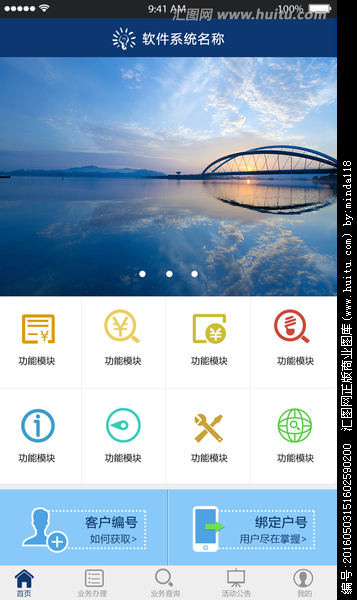 9:41 AM
100%
汇图网 www.huitu.com
软件系统名称
功能模块
功能模块
功能模块
功能模块
功能模块
功能模块
功能模块
功能模块
客户编号
如何获取>
绑定户号
用户尽在掌握>
首页
业务办理
业务查询
活动公告
我的
编号:20160503151602590200 汇图网正版商业图库(www.huitu.com) by:minda118